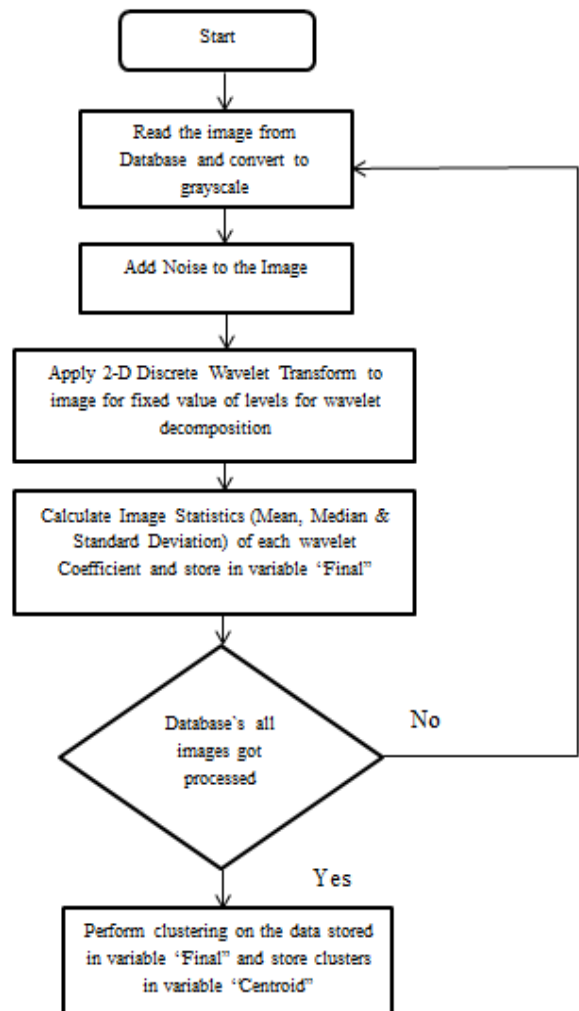 Start
Read the image from
Database and convert to
grayscale
Add Noise to the Image
Apply 2-D Discrete Wavelet Transform to
image for fixed value of levels for wavelet
decomposition
Calculate Image Statistics (Mean, Median &
Standard Deviation) of each wavelet
Coefficient and store in variable “Final”
Database`s all
images got
processed
No
Yes
Perform clustering on the data stored
in variable “Final” and store clusters
in variable “Centroid”